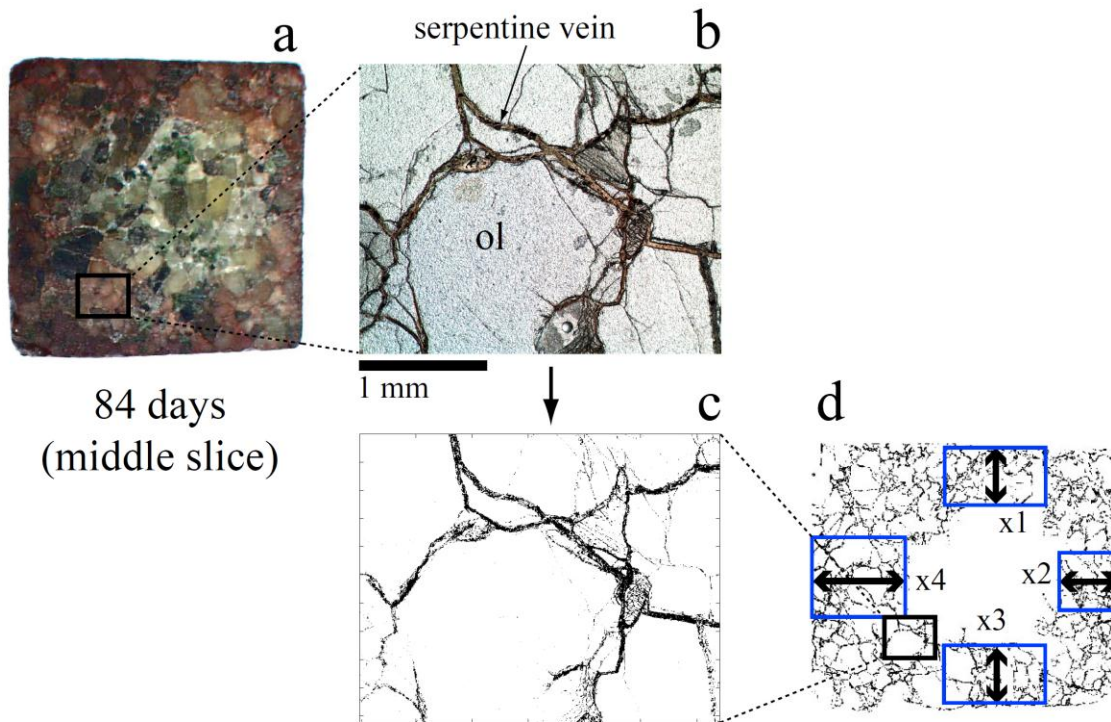 a
serpentine vein
b
ol
1 mm
84 days
(middle slice)
c
d
x1
x4
x2
x3